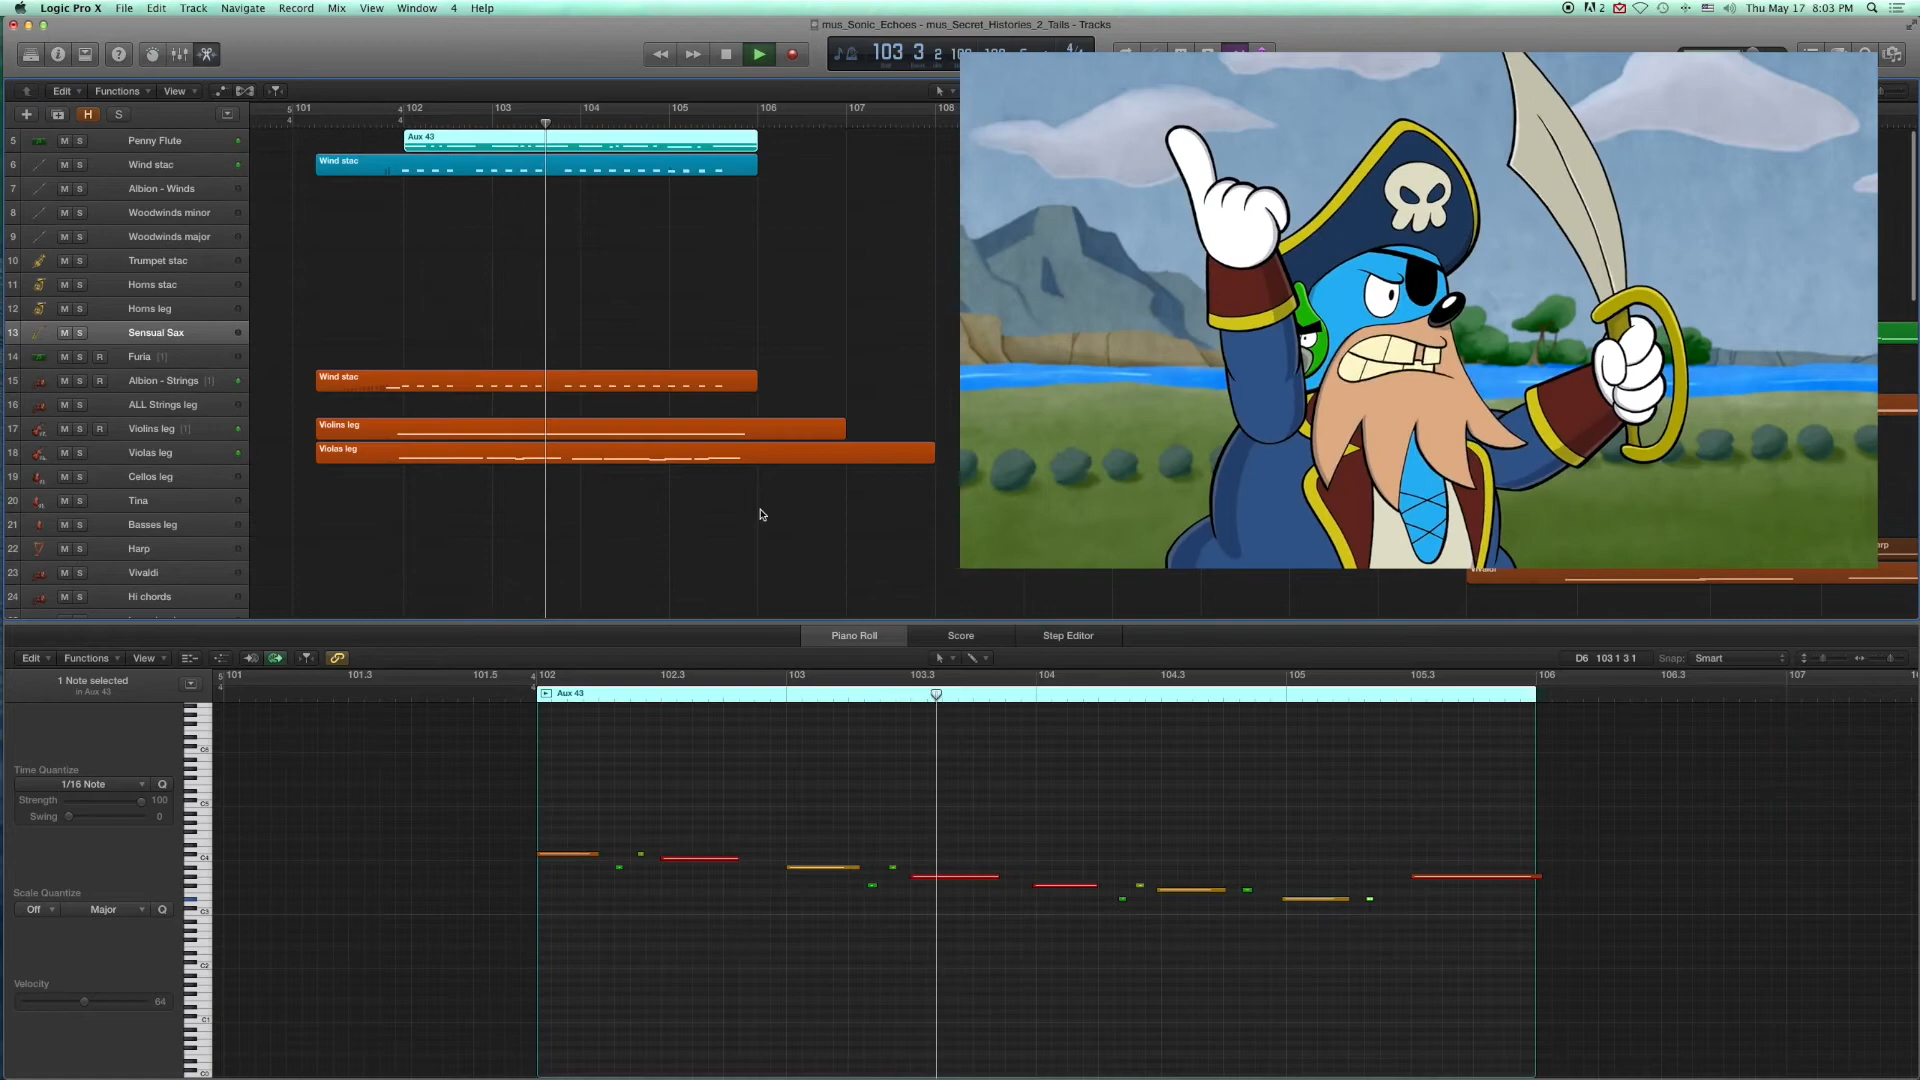 Logic Pro X File Edit Track Navigate Record Mix View Window 4 Help
2 Thu May 17 8:03 PM
mus_Sonic_Echoes - mus_Secret_Histories_2_Tails - Tracks
103 3 2
Edit Functions View
H S
5 4 101 4 102 103 104 105 106 107 108
5 M S Penny Flute
6 M S Wind stac
7 M S Albion - Winds
8 M S Woodwinds minor
9 M S Woodwinds major
10 M S Trumpet stac
11 M S Horns stac
12 M S Horns leg
13 M S Sensual Sax
14 M S R Furia [1]
15 M S R Albion - Strings [1]
16 M S ALL Strings leg
17 M S R Violins leg [1]
18 M S Violas leg
19 M S Cellos leg
20 M S Tina
21 M S Basses leg
22 M S Harp
23 M S Vivaldi
24 M S Hi chords
Aux 43
Wind stac
Wind stac
Violins leg
Violas leg
Piano Roll Score Step Editor
Edit Functions View
D6 103 1 3 1 Snap: Smart
1 Note selected
in Aux 43
5 4 101 101.3 101.5 4 4 102 102.3 103 103.3 104 104.3 105 105.3 106 106.3 107
Aux 43
Time Quantize
1/16 Note Q
Strength 100
Swing 0
Scale Quantize
Off Major Q
Velocity
64
C6
C5
C4
C3
C2
C1
C0